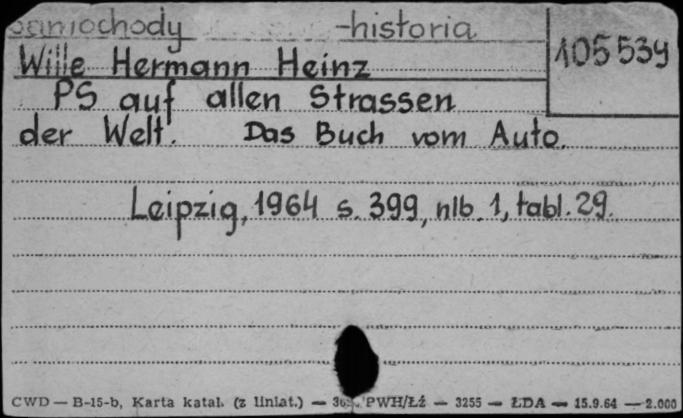 samochody -historia
105539
Wille Hermann Heinz
PS auf allen Strassen
der Welt. Das Buch vom Auto.
Leipzig, 1964 s. 399, nlb. 1, tabl. 29.
CWD — B-15-b, Karta katal. (z liniat.) — PWH/Łź — 3255 — ŁDA — 15.9.64 — 2.000